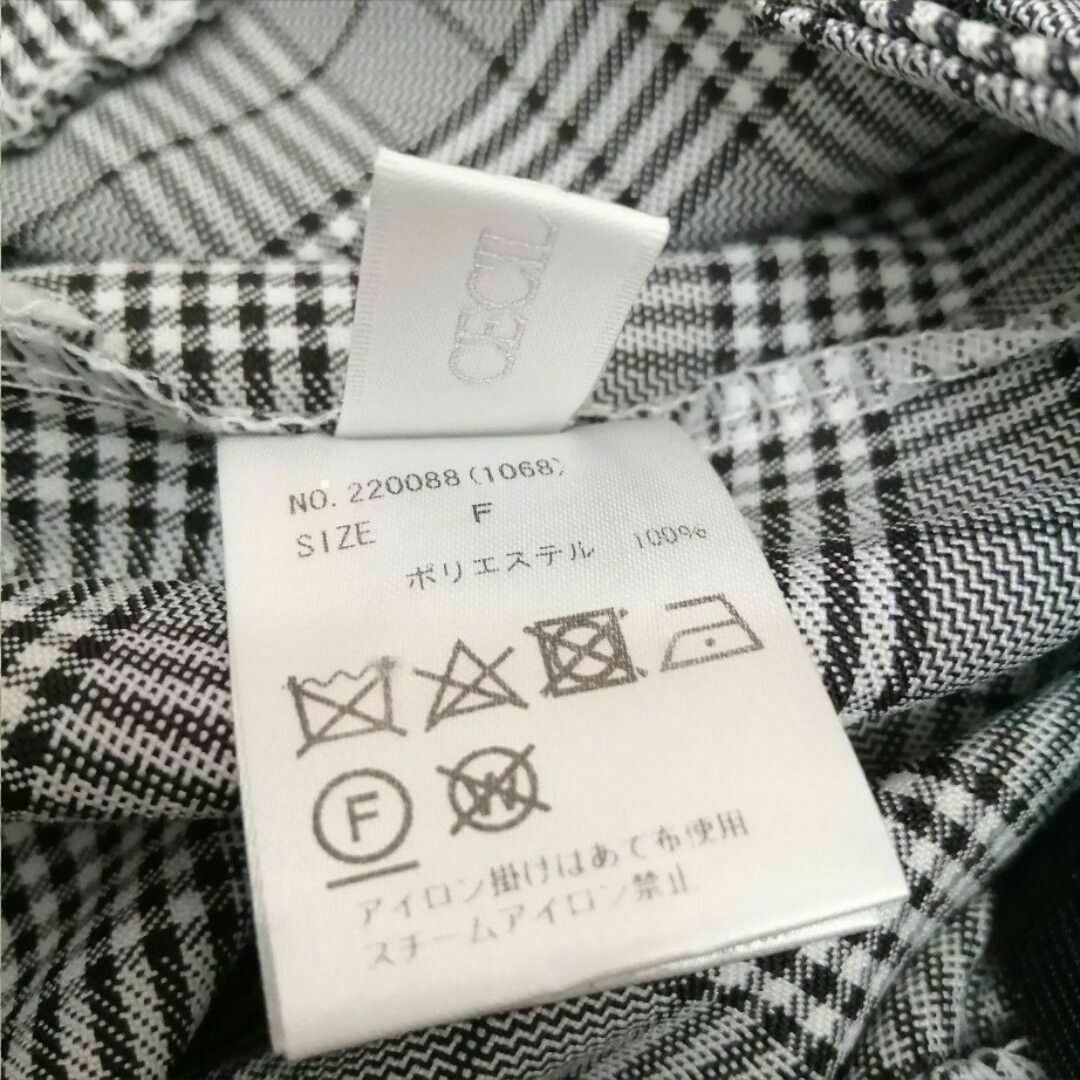 CECIL
NO. 220088(1068)
SIZE F
ポリエステル 100%
F
W
アイロン掛けはあて布使用
スチームアイロン禁止